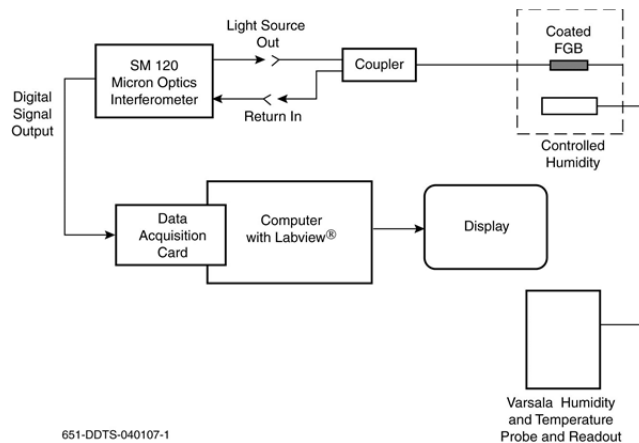 Light Source
Out
Coated
FGB
SM 120
Micron Optics
Interferometer
Coupler
Digital
Signal
Output
Return In
Controlled
Humidity
Data
Acquisition
Card
Computer
with Labview®
Display
Varsala Humidity
and Temperature
Probe and Readout
651-DDTS-040107-1